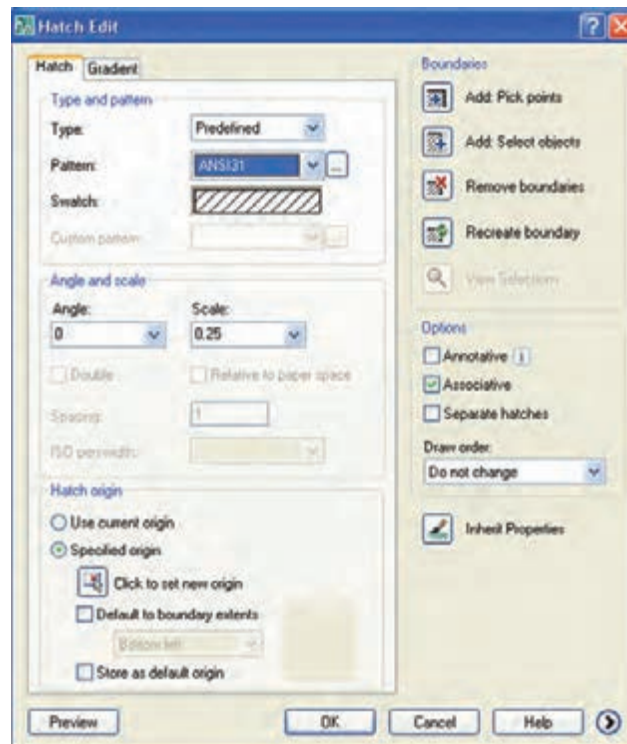 Hatch Edit
Hatch
Gradient
Type and pattern
Type:
Predefined
Pattern:
ANSI31
...
Swatch:
Custom pattern:
Angle and scale
Angle:
Scale:
0
0.25
Double
Relative to paper space
Spacing:
1
ISO pen width:
Hatch origin
Use current origin
Specified origin
Click to set new origin
Default to boundary extents
Bottom left
Store as default origin
Boundaries
Add: Pick points
Add: Select objects
Remove boundaries
Recreate boundary
View Selections
Options
Annotative
Associative
Separate hatches
Draw order:
Do not change
Inherit Properties
Preview
OK
Cancel
Help